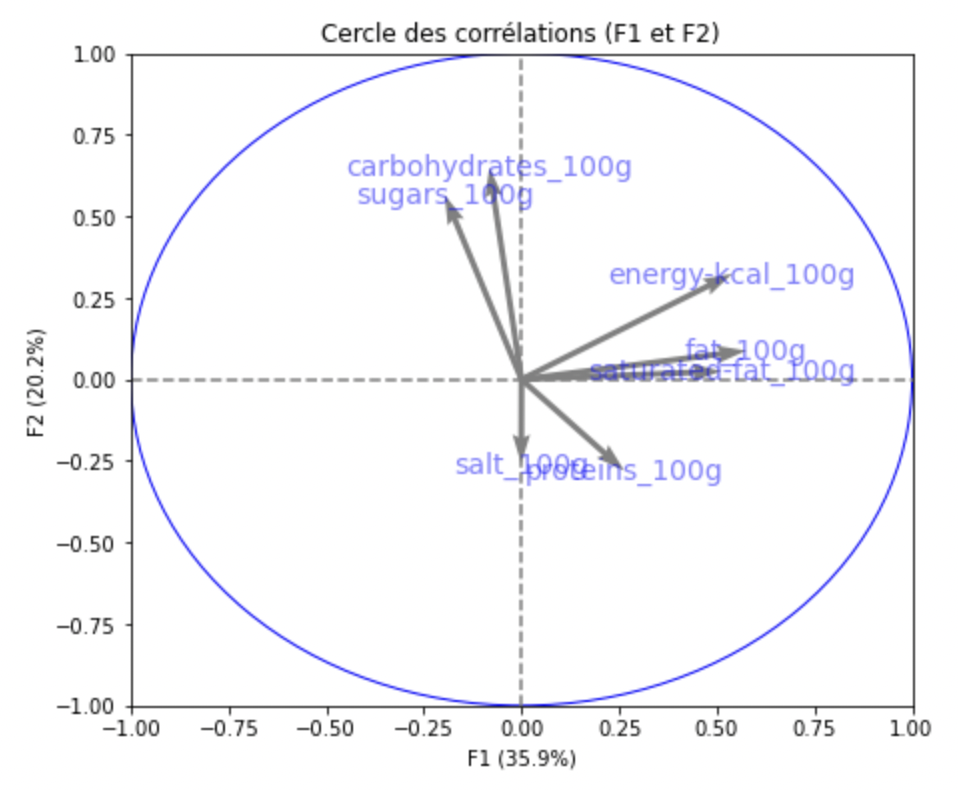 Cercle des corrélations (F1 et F2)
1.00
0.75
carbohydrates_100g
sugars_100g
0.50
energy-kcal_100g
0.25
fat_100g
saturated-fat_100g
0.00
F2 (20.2%)
−0.25
salt_100g
proteins_100g
−0.50
−0.75
−1.00
−1.00 −0.75 −0.50 −0.25 0.00 0.25 0.50 0.75 1.00
F1 (35.9%)